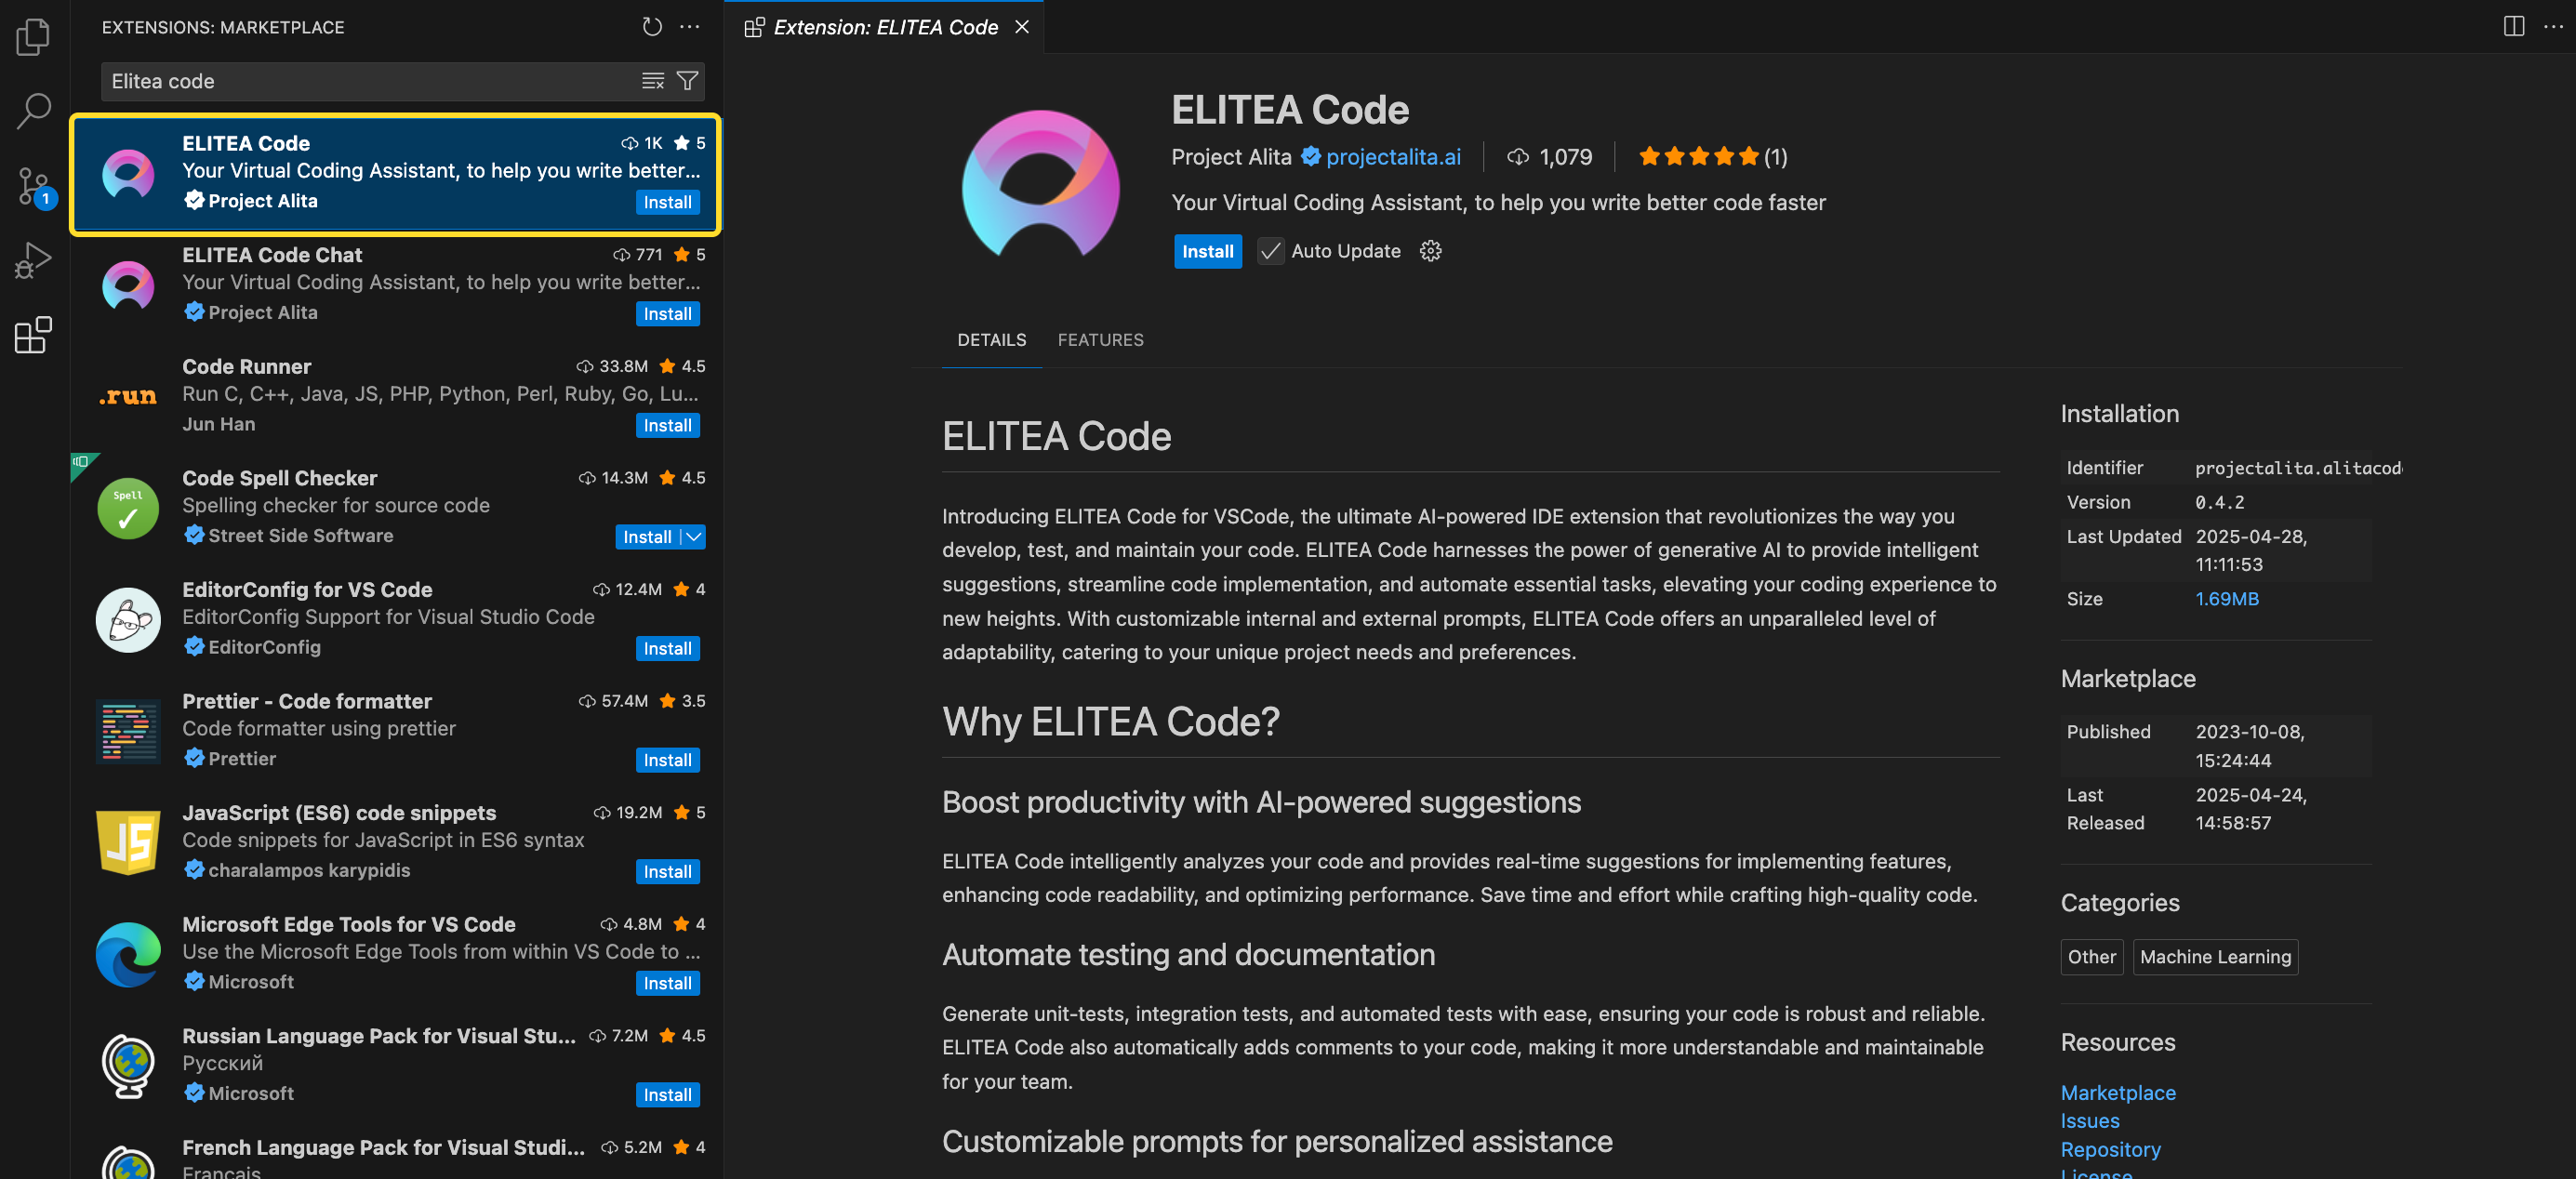 EXTENSIONS: MARKETPLACE
Elitea code
1
ELITEA Code 1K 5
Your Virtual Coding Assistant, to help you write better...
Project Alita Install
ELITEA Code Chat 771 5
Your Virtual Coding Assistant, to help you write better...
Project Alita Install
.run
Code Runner 33.8M 4.5
Run C, C++, Java, JS, PHP, Python, Perl, Ruby, Go, Lu...
Jun Han Install
Spell
Code Spell Checker 14.3M 4.5
Spelling checker for source code
Street Side Software Install
EditorConfig for VS Code 12.4M 4
EditorConfig Support for Visual Studio Code
EditorConfig Install
Prettier - Code formatter 57.4M 3.5
Code formatter using prettier
Prettier Install
JS
JavaScript (ES6) code snippets 19.2M 5
Code snippets for JavaScript in ES6 syntax
charalampos karypidis Install
Microsoft Edge Tools for VS Code 4.8M 4
Use the Microsoft Edge Tools from within VS Code to ...
Microsoft Install
Russian Language Pack for Visual Stu... 7.2M 4.5
Русский
Microsoft Install
French Language Pack for Visual Studi... 5.2M 4
Français
Extension: ELITEA Code
ELITEA Code
Project Alita projectalita.ai 1,079 (1)
Your Virtual Coding Assistant, to help you write better code faster
Install Auto Update
DETAILS FEATURES
ELITEA Code
Introducing ELITEA Code for VSCode, the ultimate AI-powered IDE extension that revolutionizes the way you
develop, test, and maintain your code. ELITEA Code harnesses the power of generative AI to provide intelligent
suggestions, streamline code implementation, and automate essential tasks, elevating your coding experience to
new heights. With customizable internal and external prompts, ELITEA Code offers an unparalleled level of
adaptability, catering to your unique project needs and preferences.
Why ELITEA Code?
Boost productivity with AI-powered suggestions
ELITEA Code intelligently analyzes your code and provides real-time suggestions for implementing features,
enhancing code readability, and optimizing performance. Save time and effort while crafting high-quality code.
Automate testing and documentation
Generate unit-tests, integration tests, and automated tests with ease, ensuring your code is robust and reliable.
ELITEA Code also automatically adds comments to your code, making it more understandable and maintainable
for your team.
Customizable prompts for personalized assistance
Installation
Identifier projectalita.alitacode
Version 0.4.2
Last Updated 2025-04-28,
11:11:53
Size 1.69MB
Marketplace
Published 2023-10-08,
15:24:44
Last 2025-04-24,
Released 14:58:57
Categories
Other Machine Learning
Resources
Marketplace
Issues
Repository
License